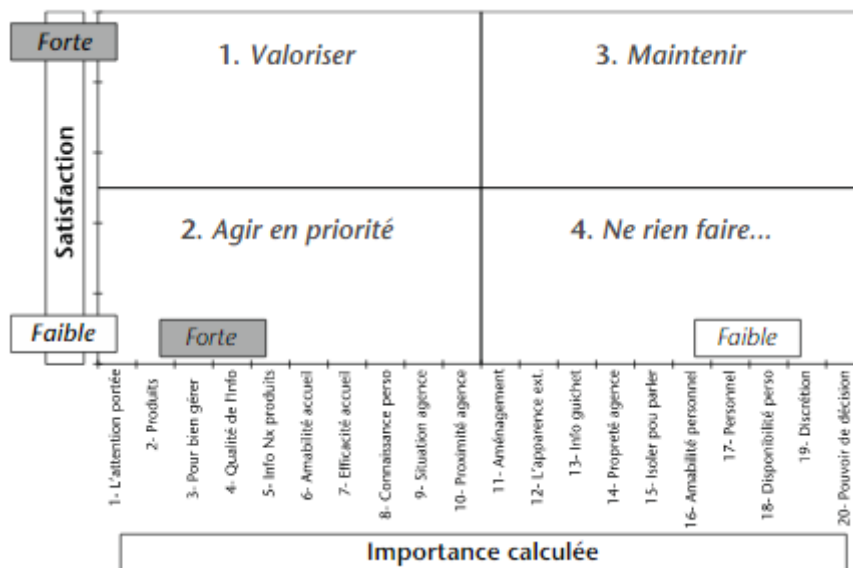 Forte
1. Valoriser
3. Maintenir
Satisfaction
2. Agir en priorité
4. Ne rien faire...
Faible
Forte
Faible
1- L'attention portée
2- Produits
3- Pour bien gérer
4- Qualité de l'Info
5- Info Nx produits
6- Amabilité accueil
7- Efficacité accueil
8- Connaissance perso
9- Situation agence
10- Proximité agence
11- Aménagement
12- L'apparence ext.
13- Info guichet
14- Propreté agence
15- Isoler pou parler
16- Amabilité personnel
17- Personnel
18- Disponibilité perso
19- Discrétion
20- Pouvoir de décision
Importance calculée